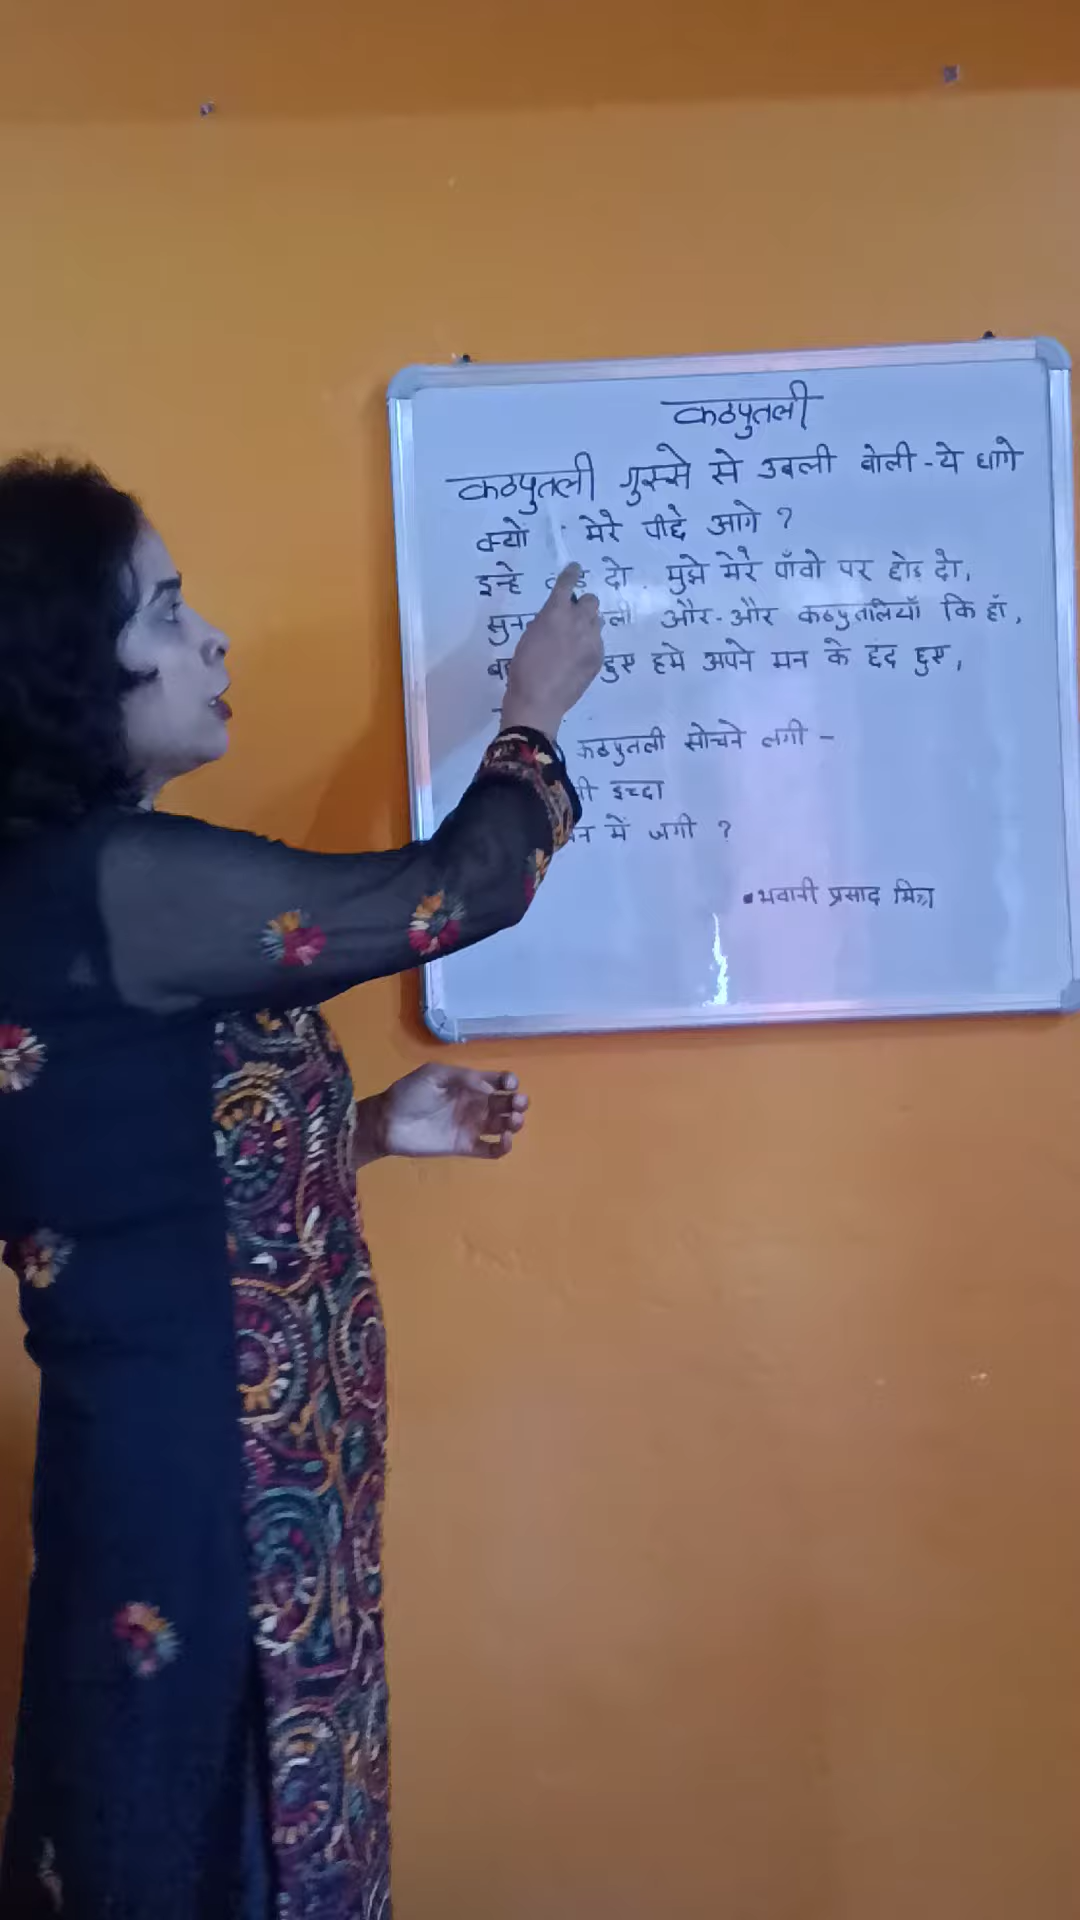 कठपुतली
कठपुतली गुस्से से उबली बोली - ये धागे
क्यो मेरे पीछे आगे ?
इन्हे दो. मुझे मेरे पाँवो पर छोड़ दो,
और - और कठपुतलियाँ कि हाँ,
हुए हमे अपने मन के छंद छुए,
कठपुतली सोचने लगी -
इच्छा
में जगी ?
भवानी प्रसाद मिश्र